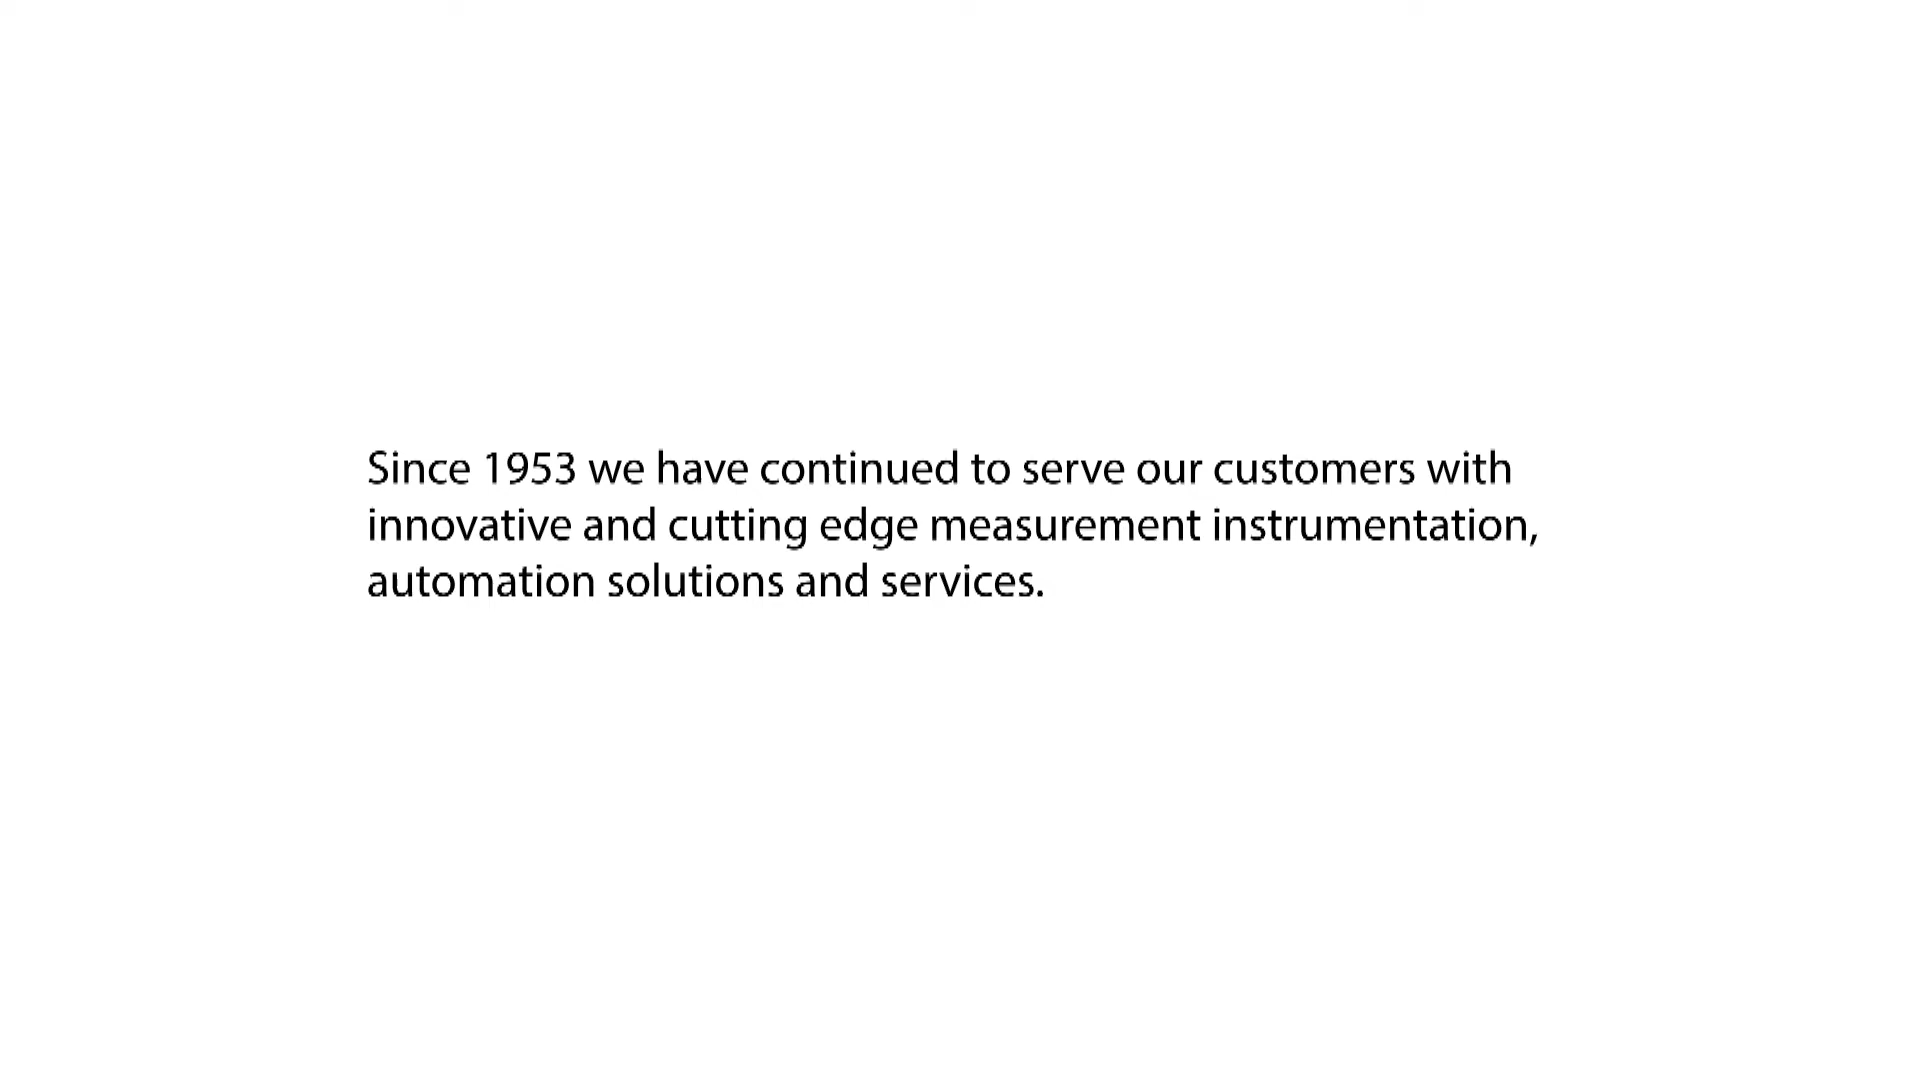 Since 1953 we have continued to serve our customers with
innovative and cutting edge measurement instrumentation,
automation solutions and services.